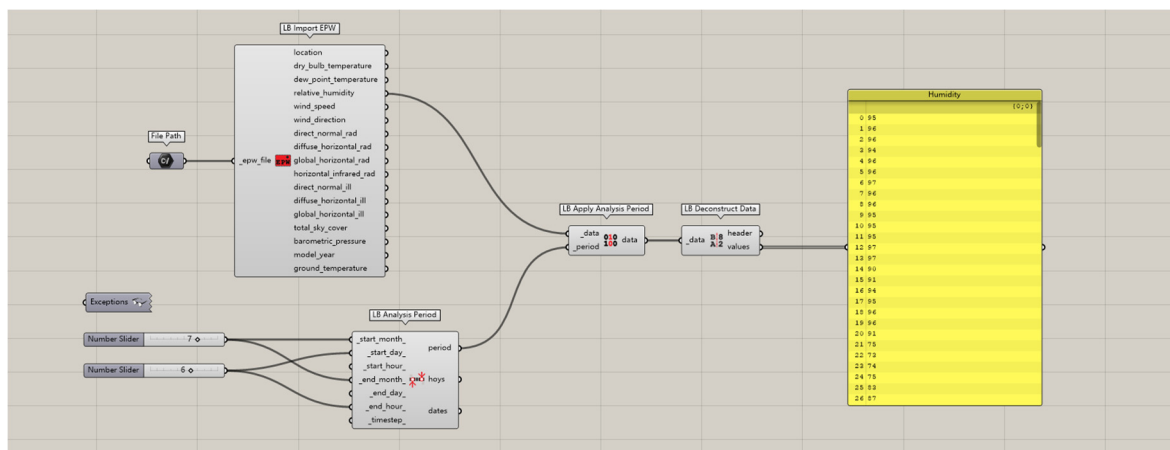 LB Import EPW
location
dry_bulb_temperature
dew_point_temperature
relative_humidity
wind_speed
wind_direction
direct_normal_rad
diffuse_horizontal_rad
_epw_file EPW global_horizontal_rad
horizontal_infrared_rad
direct_normal_ill
diffuse_horizontal_ill
global_horizontal_ill
total_sky_cover
barometric_pressure
model_year
ground_temperature
File Path
C/
Exceptions
Number Slider 7
Number Slider 6
LB Analysis Period
_start_month_
_start_day_
_start_hour_
_end_month_
_end_day_
_end_hour_
_timestep_
period
hoys
dates
LB Apply Analysis Period
_data
_period
010
100
data
LB Deconstruct Data
_data
B|8
A|2
header
values
Humidity
{0;0}
0 95
1 96
2 96
3 94
4 96
5 96
6 97
7 96
8 96
9 95
10 95
11 95
12 97
13 97
14 90
15 91
16 94
17 95
18 96
19 96
20 91
21 75
22 73
23 74
24 75
25 83
26 87